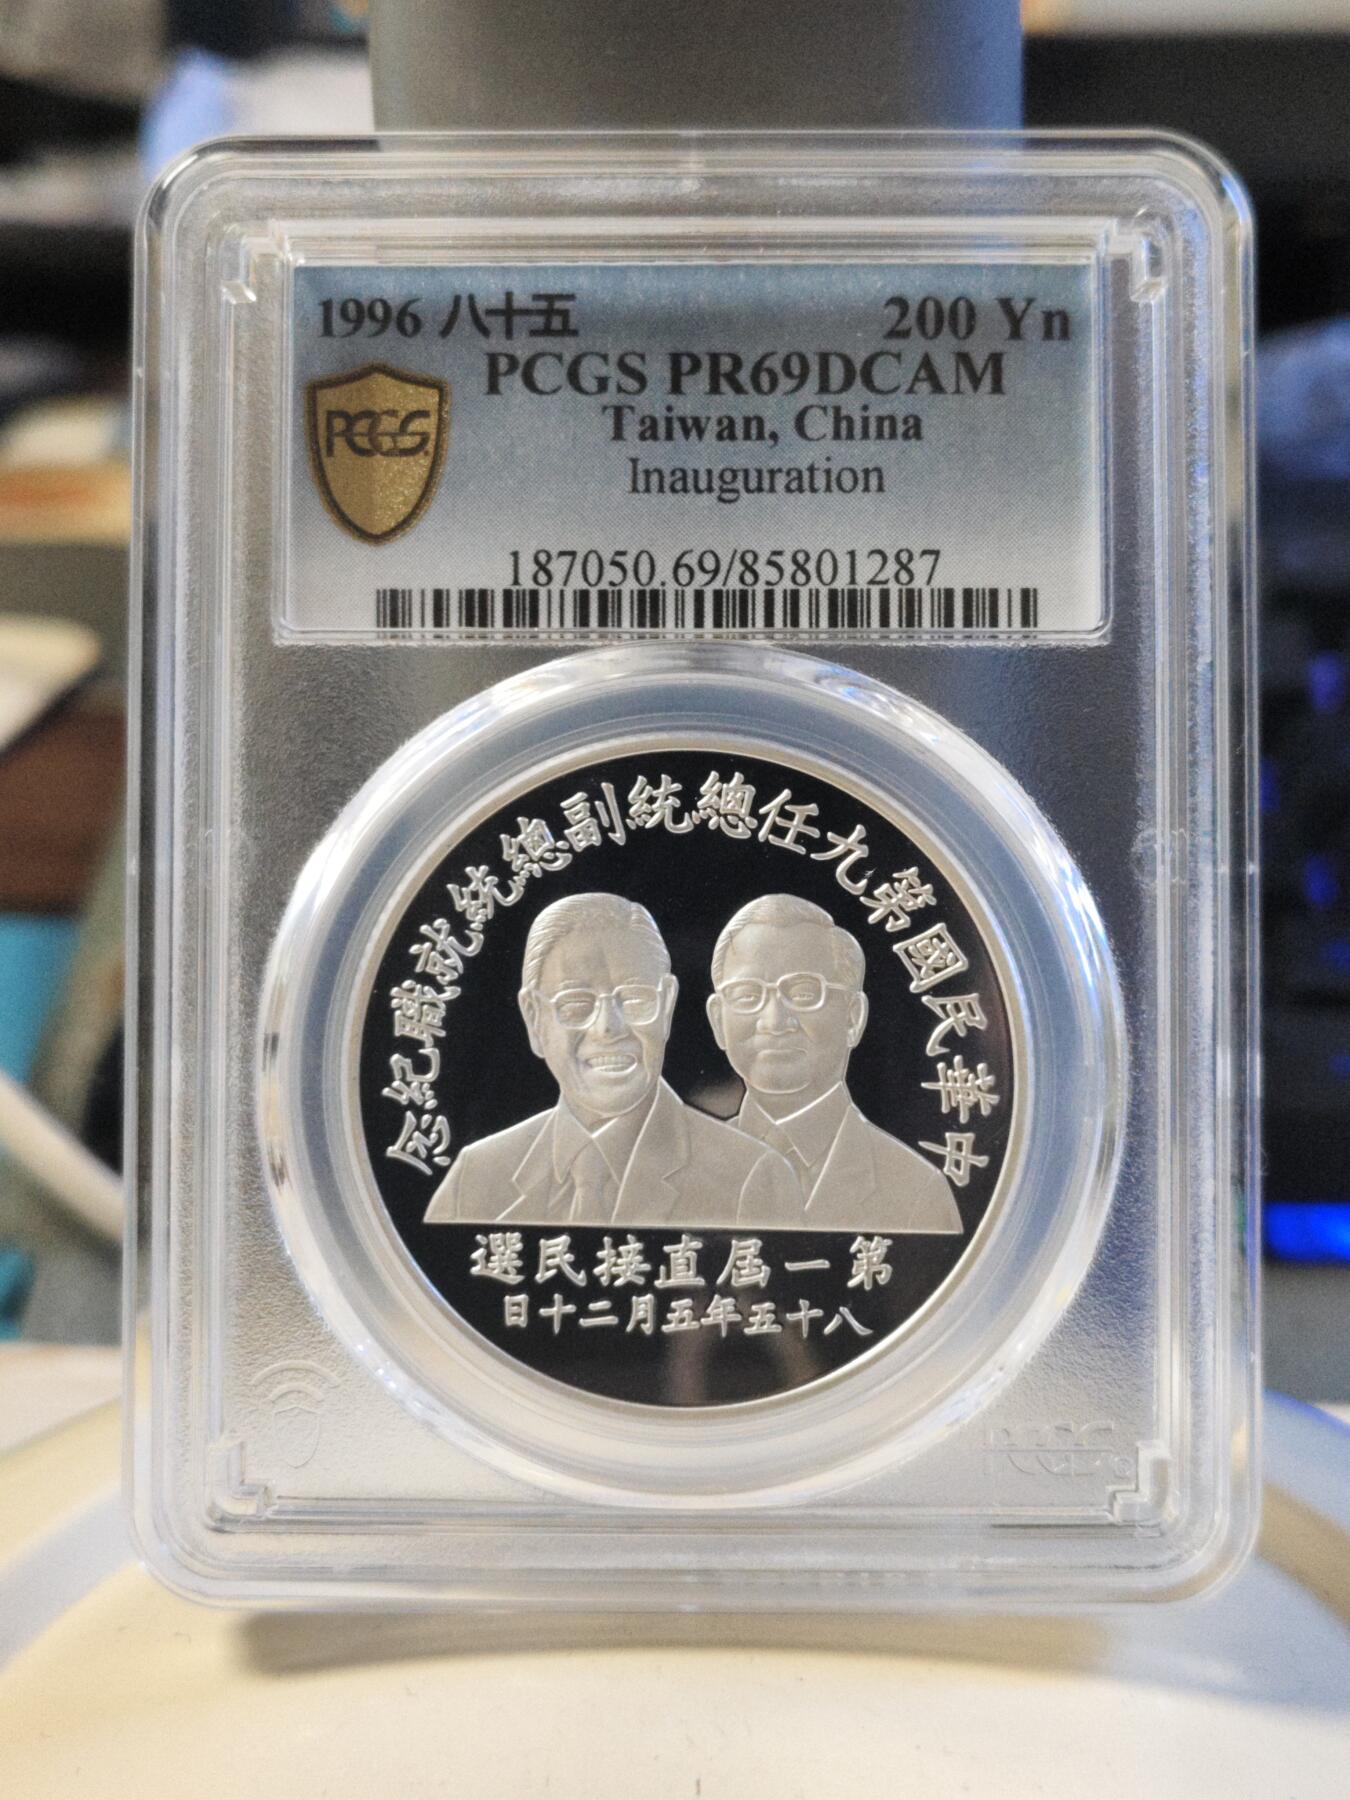 1996 八十五 200 Yn
PCGS PR69DCAM
Taiwan, China
Inauguration
PCGS
187050.69/85801287
中華民國第九任總統副總統就職紀念
第一屆直接民選
八十五年五月二十日
PCGS